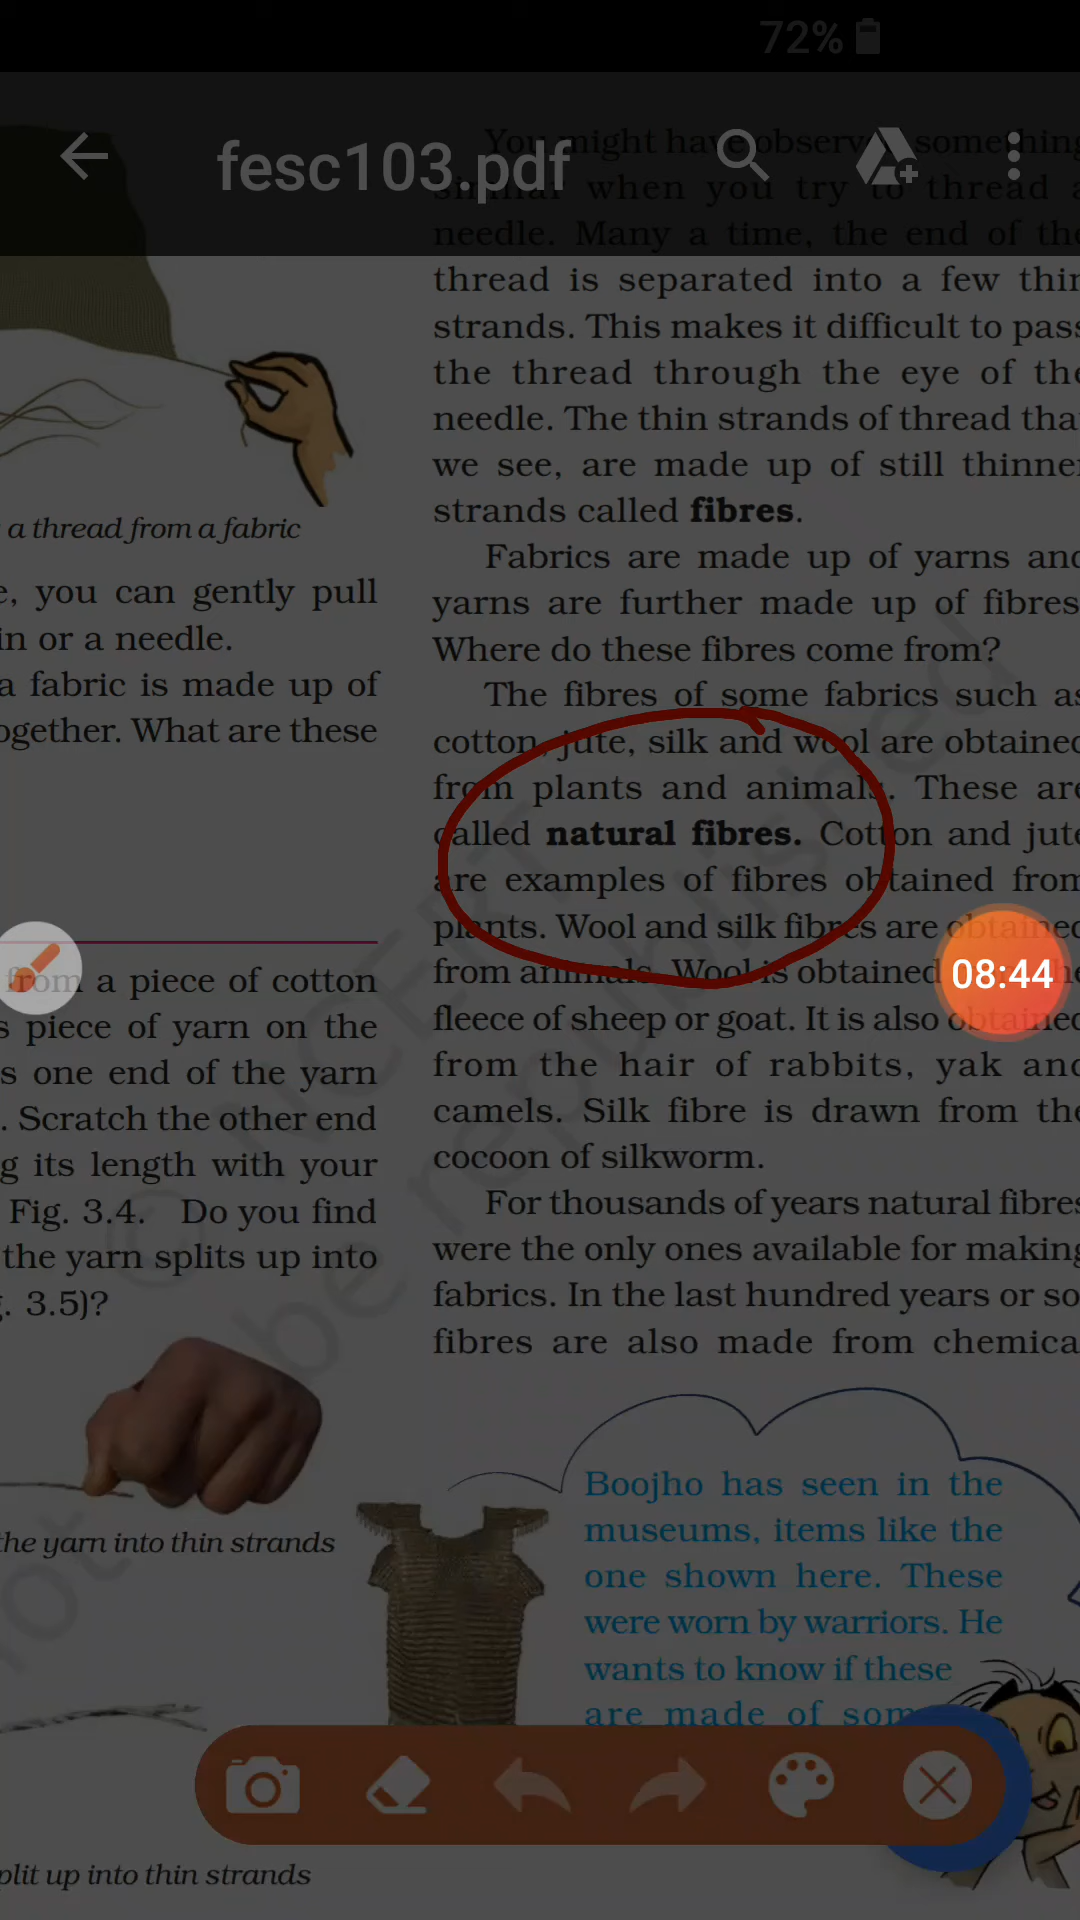 72%
fesc103.pdf
You might have observed something
similar when you try to thread a
needle. Many a time, the end of the
thread is separated into a few thin
strands. This makes it difficult to pass
the thread through the eye of the
needle. The thin strands of thread tha
we see, are made up of still thinner
strands called fibres.
Fabrics are made up of yarns and
yarns are further made up of fibres
Where do these fibres come from?
The fibres of some fabrics such as
cotton, jute, silk and wool are obtained
from plants and animals. These are
called natural fibres. Cotton and jute
are examples of fibres obtained from
plants. Wool and silk fibres are obtained
from animals. Wool is obtained he
fleece of sheep or goat. It is also obtained
from the hair of rabbits, yak and
camels. Silk fibre is drawn from the
cocoon of silkworm.
For thousands of years natural fibres
were the only ones available for making
fabrics. In the last hundred years or so
fibres are also made from chemica
a thread from a fabric
e, you can gently pull
in or a needle.
a fabric is made up of
ogether. What are these
from a piece of cotton
s piece of yarn on the
s one end of the yarn
. Scratch the other end
g its length with your
Fig. 3.4. Do you find
the yarn splits up into
. 3.5)?
the yarn into thin strands
plit up into thin strands
Boojho has seen in the
museums, items like the
one shown here. These
were worn by warriors. He
wants to know if these
are made of som
08:44
© NCERT
not be republished